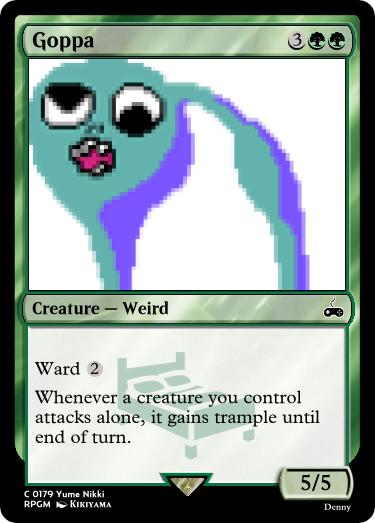 Goppa 3
Creature — Weird
Ward 2
Whenever a creature you control
attacks alone, it gains trample until
end of turn.
5/5
C 0179 Yume Nikki
RPGM KIKIYAMA
Denny